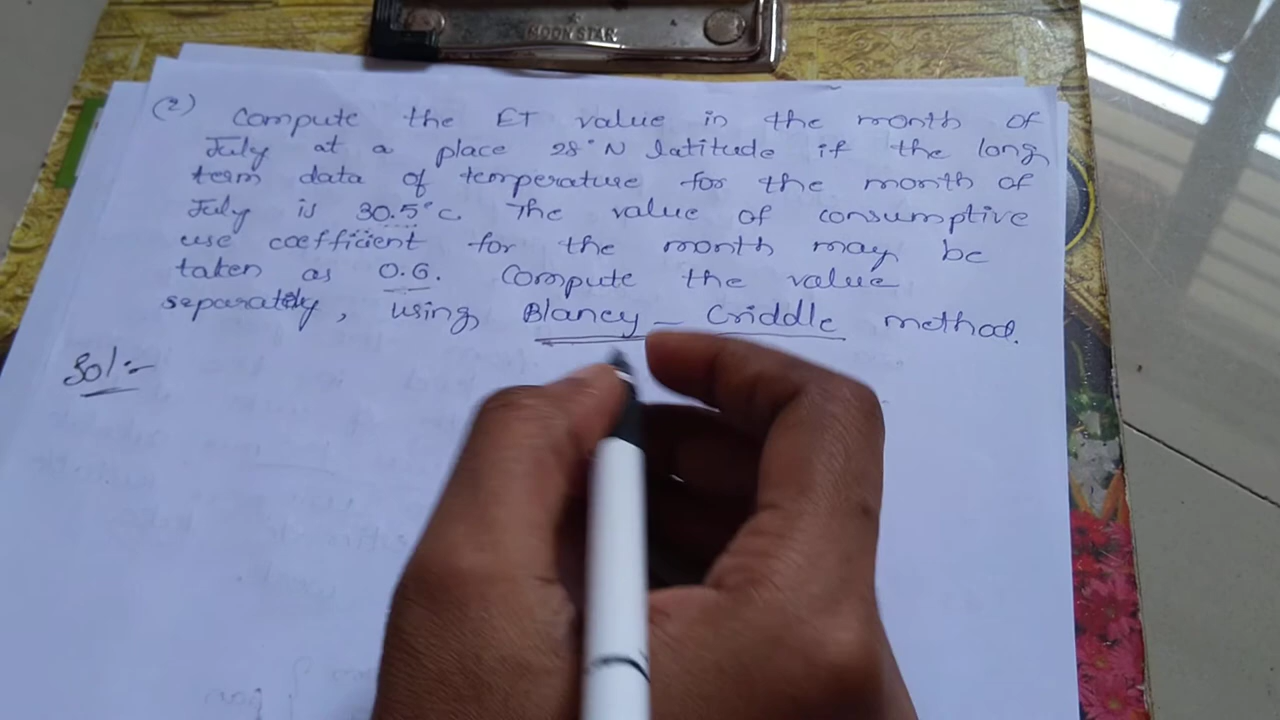 MOONSTAR
(2) Compute the ET value in the month of
July at a place 28°N latitude if the long
term data of temperature for the month of
July is 30.5°c. The value of consumptive
use coefficient for the month may be
taken as 0.6. Compute the value
separately, using Blaney - Criddle method.
Sol:-